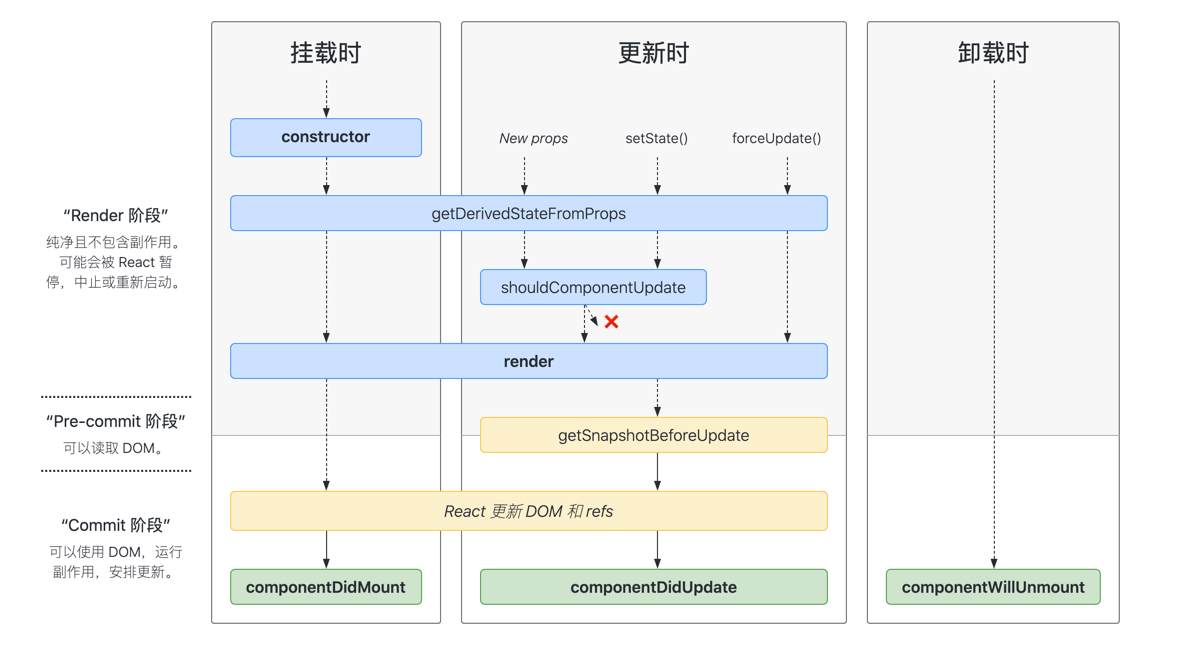 挂载时
更新时
卸载时
constructor
New props
setState()
forceUpdate()
“Render 阶段”
纯净且不包含副作用。
可能会被 React 暂
停，中止或重新启动。
getDerivedStateFromProps
shouldComponentUpdate
render
“Pre-commit 阶段”
可以读取 DOM。
getSnapshotBeforeUpdate
“Commit 阶段”
可以使用 DOM，运行
副作用，安排更新。
React 更新 DOM 和 refs
componentDidMount
componentDidUpdate
componentWillUnmount